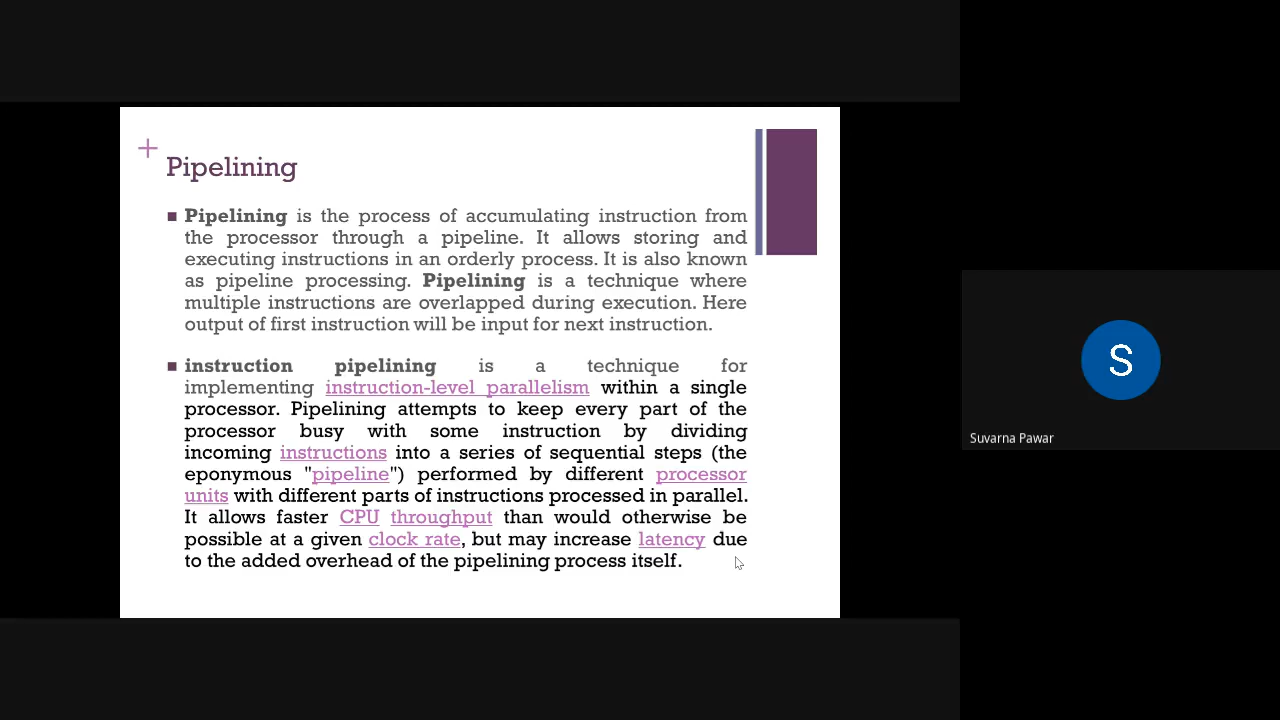 +
Pipelining
Pipelining is the process of accumulating instruction from
the processor through a pipeline. It allows storing and
executing instructions in an orderly process. It is also known
as pipeline processing. Pipelining is a technique where
multiple instructions are overlapped during execution. Here
output of first instruction will be input for next instruction.
instruction pipelining is a technique for
implementing instruction-level parallelism within a single
processor. Pipelining attempts to keep every part of the
processor busy with some instruction by dividing
incoming instructions into a series of sequential steps (the
eponymous "pipeline") performed by different processor
units with different parts of instructions processed in parallel.
It allows faster CPU throughput than would otherwise be
possible at a given clock rate, but may increase latency due
to the added overhead of the pipelining process itself.
S
Suvarna Pawar